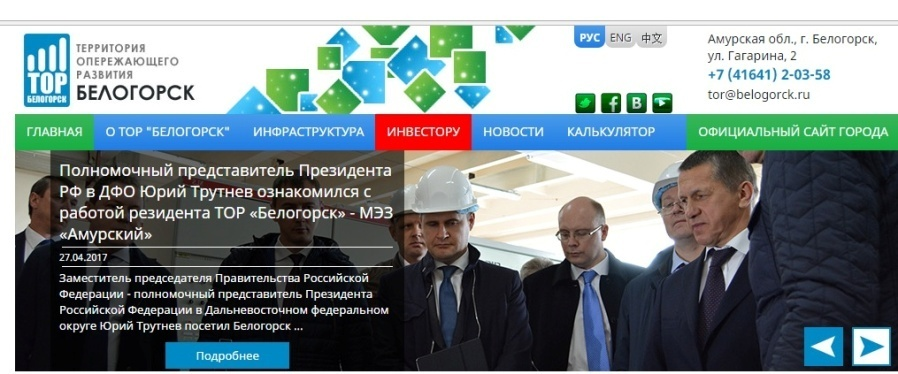 РУС ENG 中文
ТОР
БЕЛОГОРСК
ТЕРРИТОРИЯ
ОПЕРЕЖАЮЩЕГО
РАЗВИТИЯ
БЕЛОГОРСК
Амурская обл., г. Белогорск,
ул. Гагарина, 2
+7 (41641) 2-03-58
tor@belogorck.ru
ГЛАВНАЯ О ТОР "БЕЛОГОРСК" ИНФРАСТРУКТУРА ИНВЕСТОРУ НОВОСТИ КАЛЬКУЛЯТОР ОФИЦИАЛЬНЫЙ САЙТ ГОРОДА
Полномочный представитель Президента
РФ в ДФО Юрий Трутнев ознакомился с
работой резидента ТОР «Белогорск» - МЭЗ
«Амурский»
27.04.2017
Заместитель председателя Правительства Российской
Федерации - полномочный представитель Президента
Российской Федерации в Дальневосточном федеральном
округе Юрий Трутнев посетил Белогорск ...
Подробнее